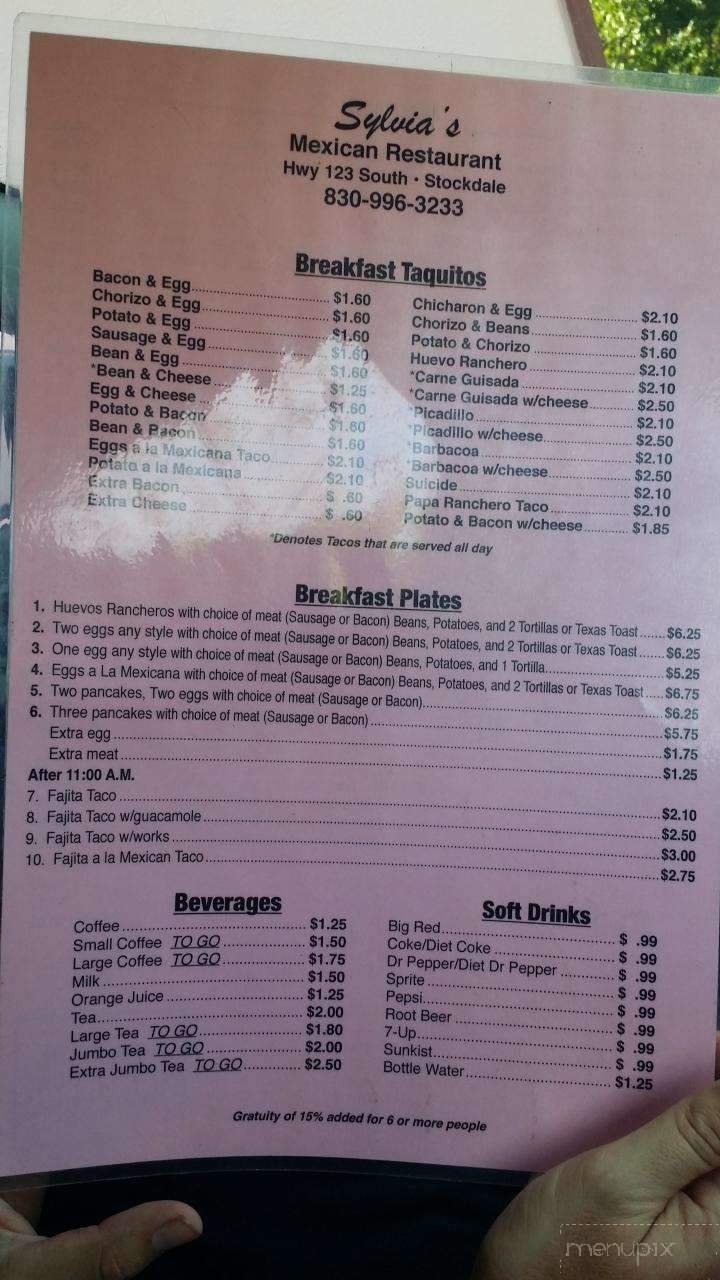 Sylvia's
Mexican Restaurant
Hwy 123 South • Stockdale
830-996-3233
Breakfast Taquitos
Bacon & Egg.......... $1.60
Chorizo & Egg.......... $1.60
Potato & Egg.......... $1.60
Sausage & Egg.......... $1.60
Bean & Egg.......... $1.60
*Bean & Cheese.......... $1.25
Egg & Cheese.......... $1.60
Potato & Bacon.......... $1.60
Bean & Bacon.......... $1.60
Eggs a la Mexicana Taco.......... $2.10
Potato a la Mexicana.......... $2.10
Extra Bacon.......... $ .60
Extra Cheese.......... $ .60
Chicharon & Egg.......... $2.10
Chorizo & Beans.......... $1.60
Potato & Chorizo.......... $1.60
Huevo Ranchero.......... $2.10
*Carne Guisada.......... $2.10
*Carne Guisada w/cheese.......... $2.50
*Picadillo.......... $2.10
*Picadillo w/cheese.......... $2.50
*Barbacoa.......... $2.10
*Barbacoa w/cheese.......... $2.50
Suicide.......... $2.10
Papa Ranchero Taco.......... $2.10
Potato & Bacon w/cheese.......... $1.85
*Denotes Tacos that are served all day
Breakfast Plates
1. Huevos Rancheros with choice of meat (Sausage or Bacon) Beans, Potatoes, and 2 Tortillas or Texas Toast.......$6.25
2. Two eggs any style with choice of meat (Sausage or Bacon) Beans, Potatoes, and 2 Tortillas or Texas Toast.......$6.25
3. One egg any style with choice of meat (Sausage or Bacon) Beans, Potatoes, and 1 Tortilla..........$5.25
4. Eggs a La Mexicana with choice of meat (Sausage or Bacon) Beans, Potatoes, and 2 Tortillas or Texas Toast.....$6.75
5. Two pancakes, Two eggs with choice of meat (Sausage or Bacon)..........$6.25
6. Three pancakes with choice of meat (Sausage or Bacon)..........$5.75
Extra egg..........$1.75
Extra meat..........$1.25
After 11:00 A.M.
7. Fajita Taco..........$2.10
8. Fajita Taco w/guacamole..........$2.50
9. Fajita Taco w/works..........$3.00
10. Fajita a la Mexican Taco..........$2.75
Beverages
Coffee.......... $1.25
Small Coffee TO GO.......... $1.50
Large Coffee TO GO.......... $1.75
Milk.......... $1.50
Orange Juice.......... $1.25
Tea.......... $2.00
Large Tea TO GO.......... $1.80
Jumbo Tea TO GO.......... $2.00
Extra Jumbo Tea TO GO.......... $2.50
Soft Drinks
Big Red.......... $ .99
Coke/Diet Coke.......... $ .99
Dr Pepper/Diet Dr Pepper.......... $ .99
Sprite.......... $ .99
Pepsi.......... $ .99
Root Beer.......... $ .99
7-Up.......... $ .99
Sunkist.......... $ .99
Bottle Water.......... $1.25
Gratuity of 15% added for 6 or more people
menupix